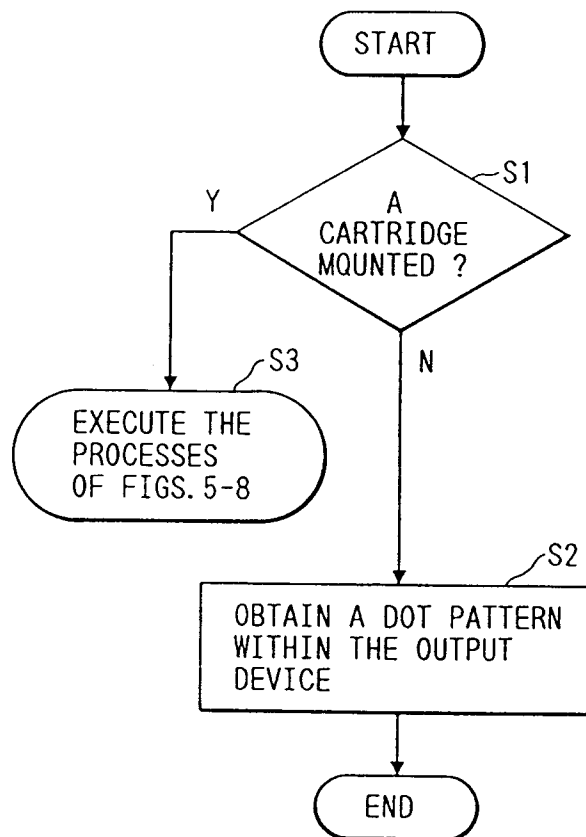 START
S1
A
CARTRIDGE
MQUNTED ?
Y
N
S3
EXECUTE THE
PROCESSES
OF FIGS. 5-8
S2
OBTAIN A DOT PATTERN
WITHIN THE OUTPUT
DEVICE
END